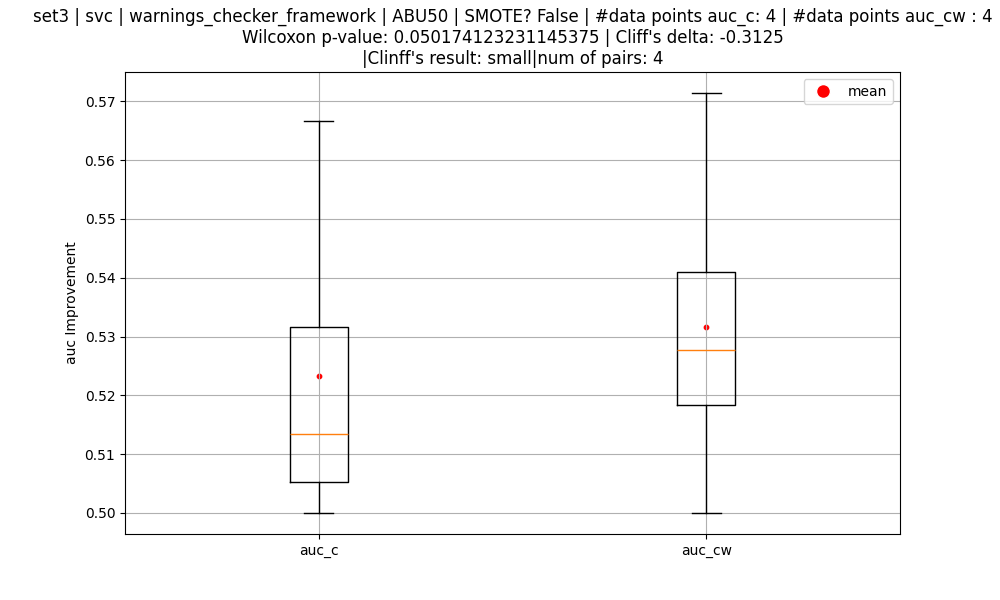 set3 | svc | warnings_checker_framework | ABU50 | SMOTE? False | #data points auc_c: 4 | #data points auc_cw : 4
Wilcoxon p-value: 0.050174123231145375 | Cliff's delta: -0.3125
|Clinff's result: small|num of pairs: 4
mean
0.57
0.56
0.55
0.54
0.53
0.52
0.51
0.50
auc Improvement
auc_c
auc_cw